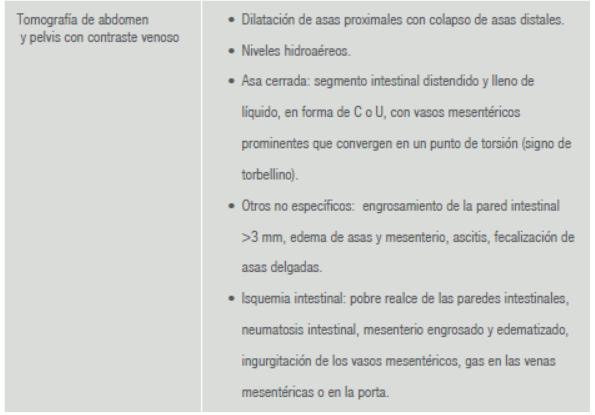 Tomografía de abdomen
y pelvis con contraste venoso
• Dilatación de asas proximales con colapso de asas distales.
• Niveles hidroaéreos.
• Asa cerrada: segmento intestinal distendido y lleno de
líquido, en forma de C o U, con vasos mesentéricos
prominentes que convergen en un punto de torsión (signo de
torbellino).
• Otros no específicos: engrosamiento de la pared intestinal
>3 mm, edema de asas y mesenterio, ascitis, fecalización de
asas delgadas.
• Isquemia intestinal: pobre realce de las paredes intestinales,
neumatosis intestinal, mesenterio engrosado y edematizado,
ingurgitación de los vasos mesentéricos, gas en las venas
mesentéricas o en la porta.